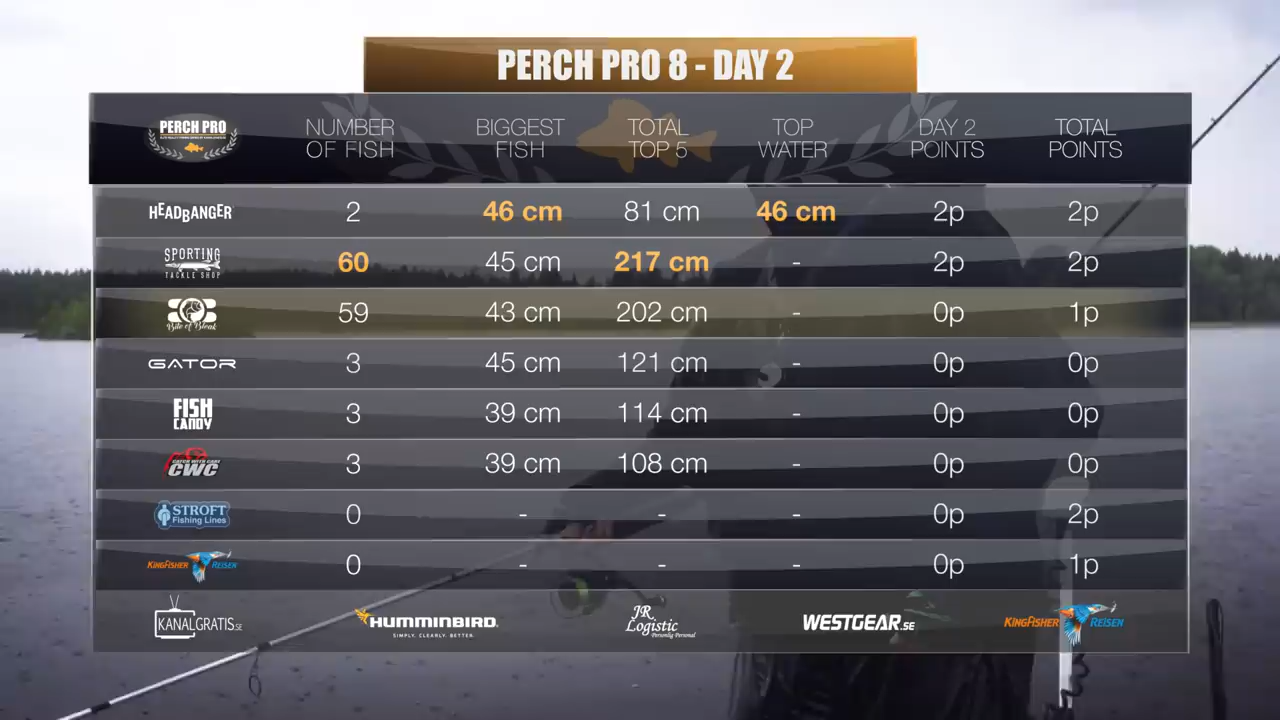 PERCH PRO 8 - DAY 2
PERCH PRO
NUMBER OF FISH
BIGGEST FISH
TOTAL TOP 5
TOP WATER
DAY 2 POINTS
TOTAL POINTS
HEADBANGER 2 46 cm 81 cm 46 cm 2p 2p
SPORTING TACKLE SHOP 60 45 cm 217 cm - 2p 2p
Bite of Bleak 59 43 cm 202 cm - 0p 1p
GATOR 3 45 cm 121 cm - 0p 0p
FISH CANDY 3 39 cm 114 cm - 0p 0p
CATCH WITH CARE CWC 3 39 cm 108 cm - 0p 0p
STROFT Fishing Lines 0 - - - 0p 2p
KINGFISHER REISEN 0 - - - 0p 1p
KANALGRATIS.SE
HUMMINBIRD
SIMPLY. CLEARLY. BETTER.
JR Logistic
Personlig Personal
WESTGEAR.SE
KINGFISHER REISEN